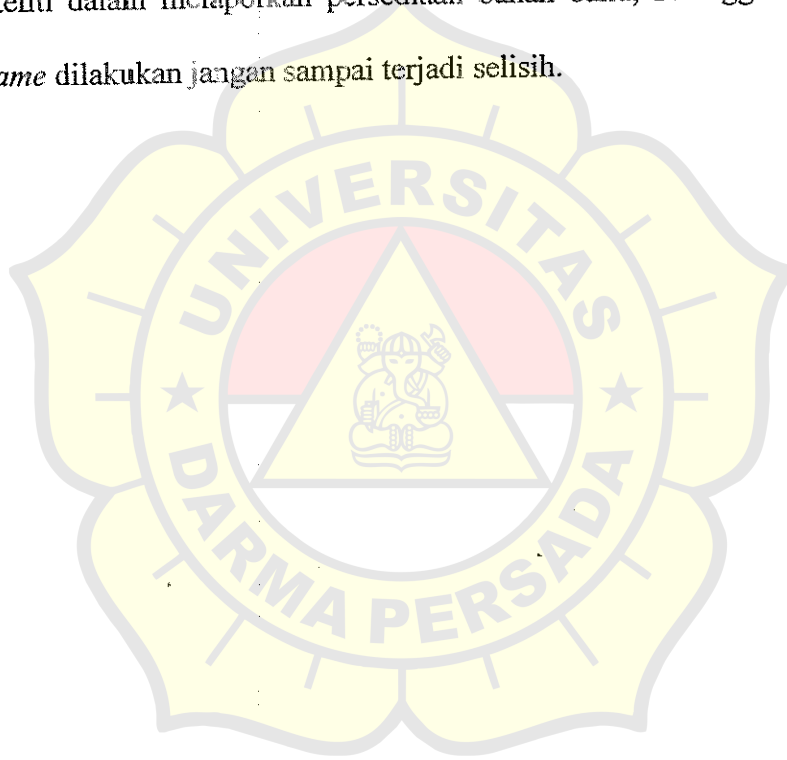 dalam melaporkan persediaan bahan baku,
ame dilakukan jangan sampai terjadi selisih.
UNIVERSITAS
DARMA PERSADA